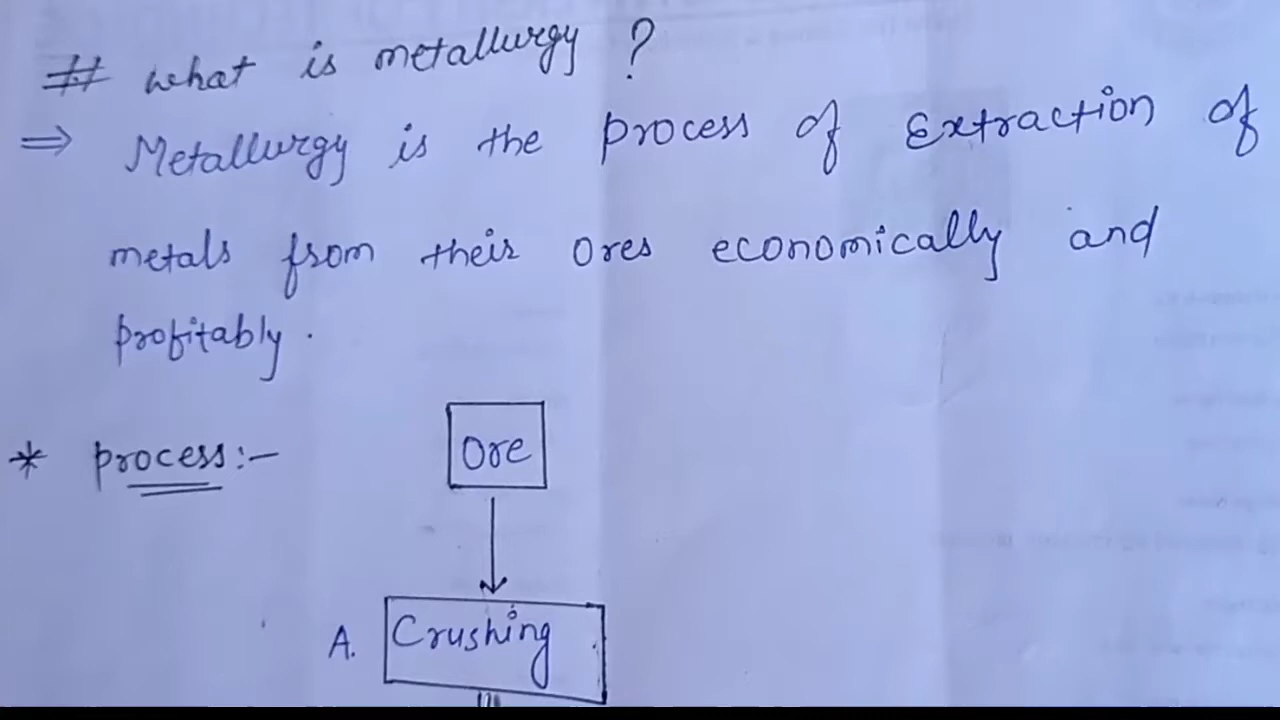 # what is metallurgy ?
⇒ Metallurgy is the process of Extraction of
metals from their ores economically and
profitably.
* process:-
Ore
A. Crushing